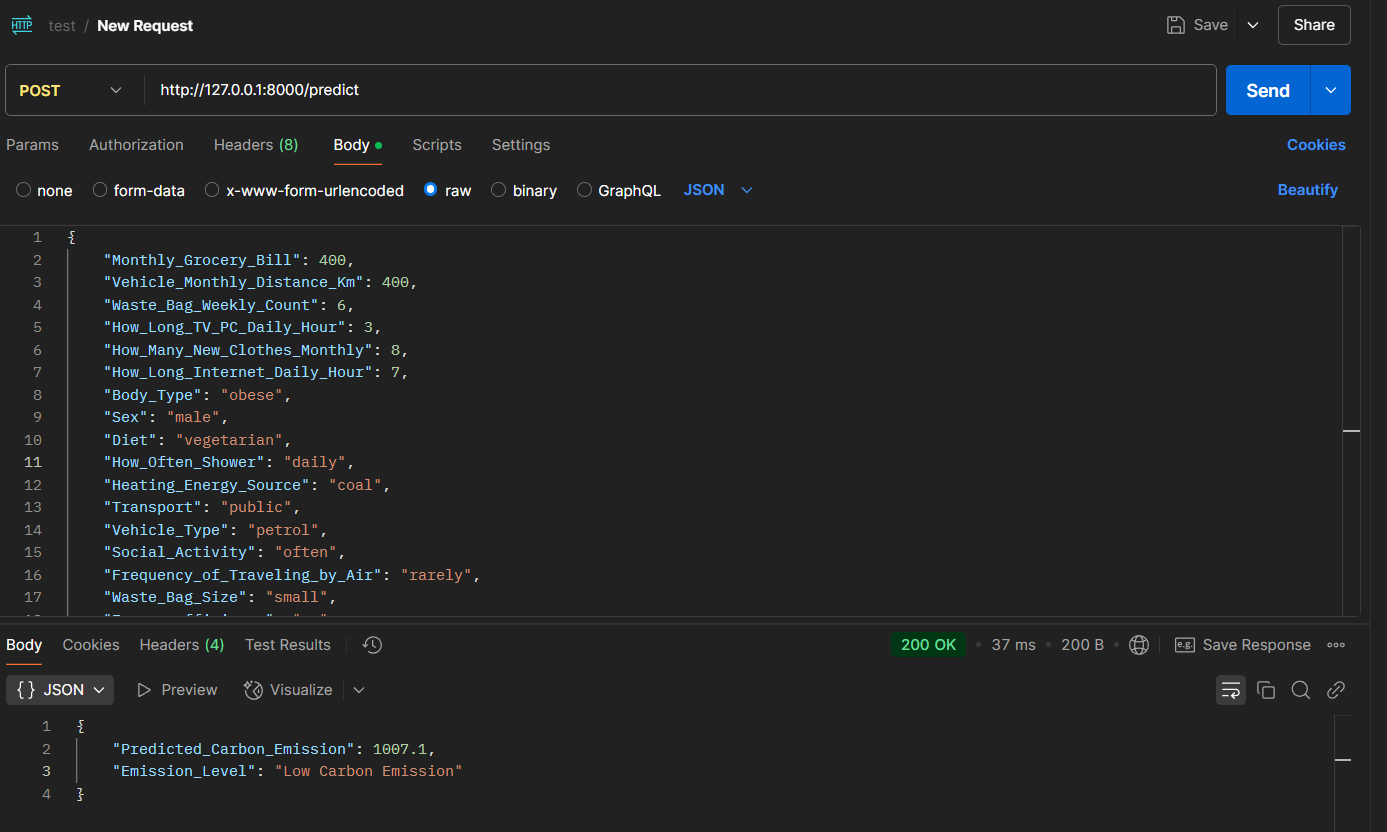 HTTP test / New Request Save Share
POST http://127.0.0.1:8000/predict Send
Params Authorization Headers (8) Body Scripts Settings Cookies
none form-data x-www-form-urlencoded raw binary GraphQL JSON Beautify
1 {
2 "Monthly_Grocery_Bill": 400,
3 "Vehicle_Monthly_Distance_Km": 400,
4 "Waste_Bag_Weekly_Count": 6,
5 "How_Long_TV_PC_Daily_Hour": 3,
6 "How_Many_New_Clothes_Monthly": 8,
7 "How_Long_Internet_Daily_Hour": 7,
8 "Body_Type": "obese",
9 "Sex": "male",
10 "Diet": "vegetarian",
11 "How_Often_Shower": "daily",
12 "Heating_Energy_Source": "coal",
13 "Transport": "public",
14 "Vehicle_Type": "petrol",
15 "Social_Activity": "often",
16 "Frequency_of_Traveling_by_Air": "rarely",
17 "Waste_Bag_Size": "small",
Body Cookies Headers (4) Test Results 200 OK 37 ms 200 B e.g. Save Response
{} JSON Preview Visualize
1 {
2 "Predicted_Carbon_Emission": 1007.1,
3 "Emission_Level": "Low Carbon Emission"
4 }